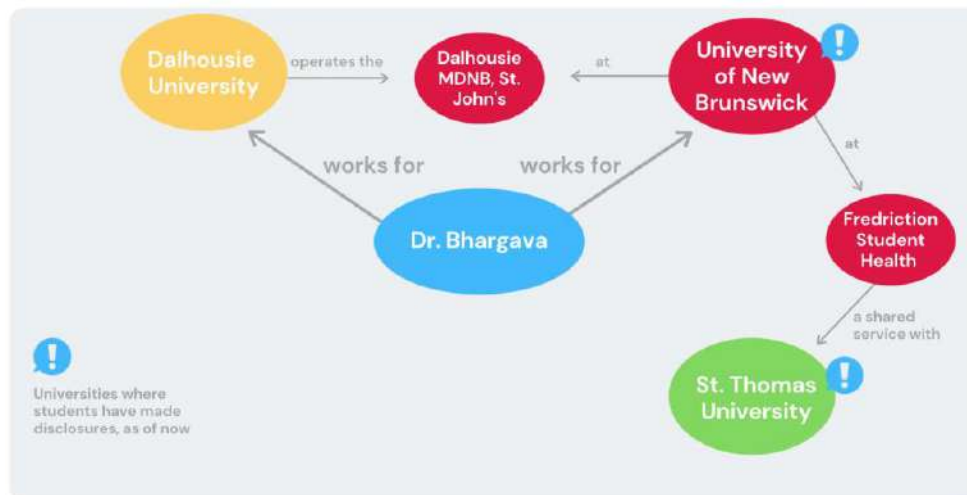 Dalhousie
University
operates the
Dalhousie
MDNB, St.
John's
at
University
of New
Brunswick
at
works for
works for
Dr. Bhargava
Fredriction
Student
Health
a shared
service with
St. Thomas
University
Universities where
students have made
disclosures, as of now